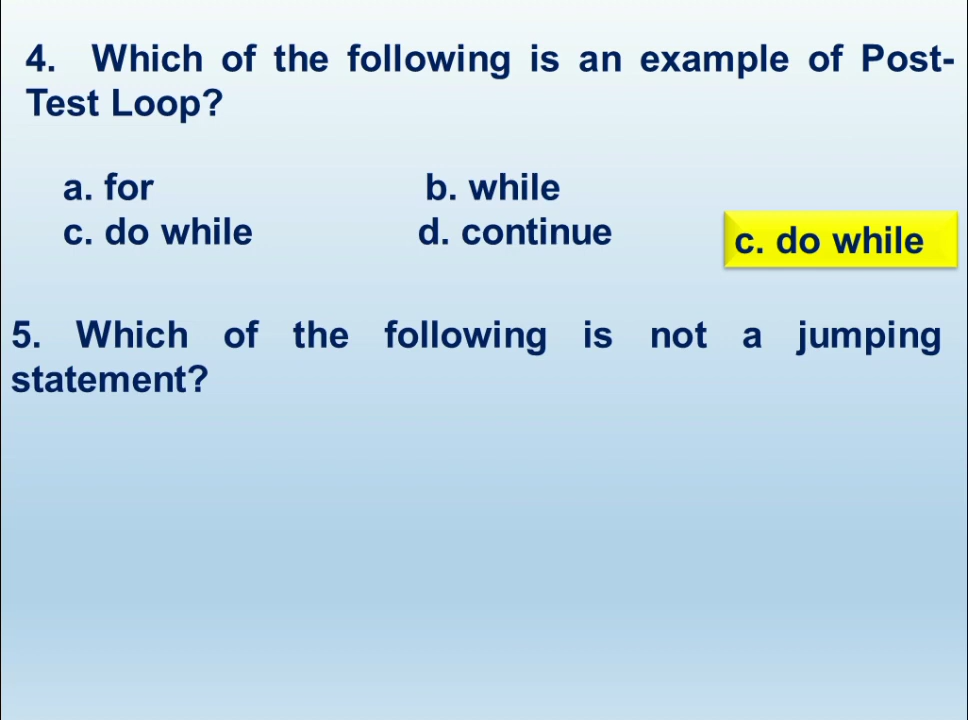 4. Which of the following is an example of Post-
Test Loop?
a. for b. while
c. do while d. continue
c. do while
5. Which of the following is not a jumping
statement?